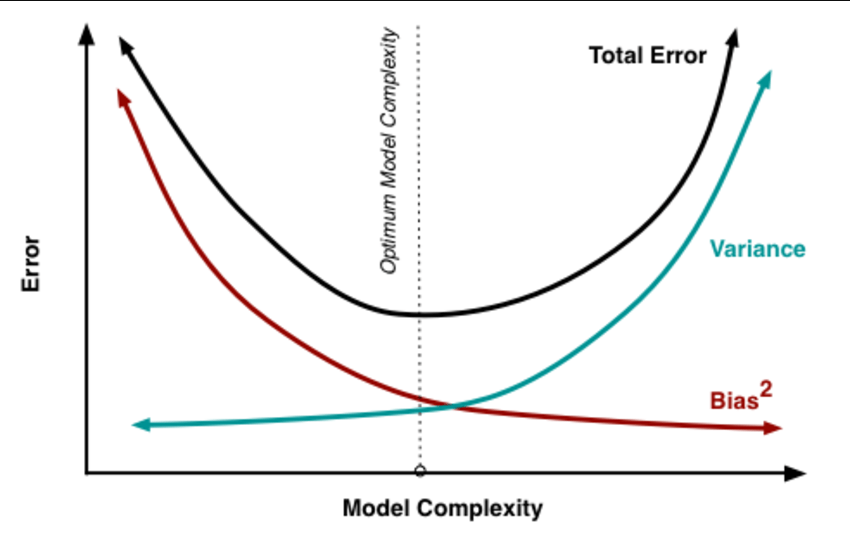 Total Error
Optimum Model Complexity
Variance
Error
Bias²
Model Complexity